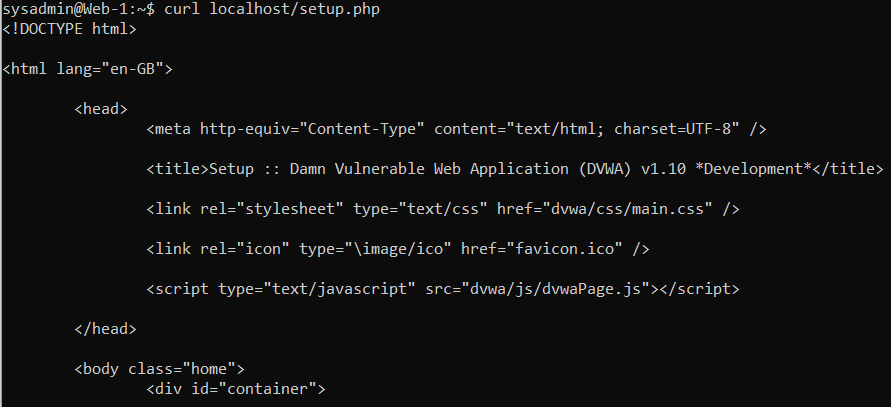 sysadmin@Web-1:~$ curl localhost/setup.php
<!DOCTYPE html>
<html lang="en-GB">
<head>
<meta http-equiv="Content-Type" content="text/html; charset=UTF-8" />
<title>Setup :: Damn Vulnerable Web Application (DVWA) v1.10 *Development*</title>
<link rel="stylesheet" type="text/css" href="dvwa/css/main.css" />
<link rel="icon" type="\image/ico" href="favicon.ico" />
<script type="text/javascript" src="dvwa/js/dvwaPage.js"></script>
</head>
<body class="home">
<div id="container">